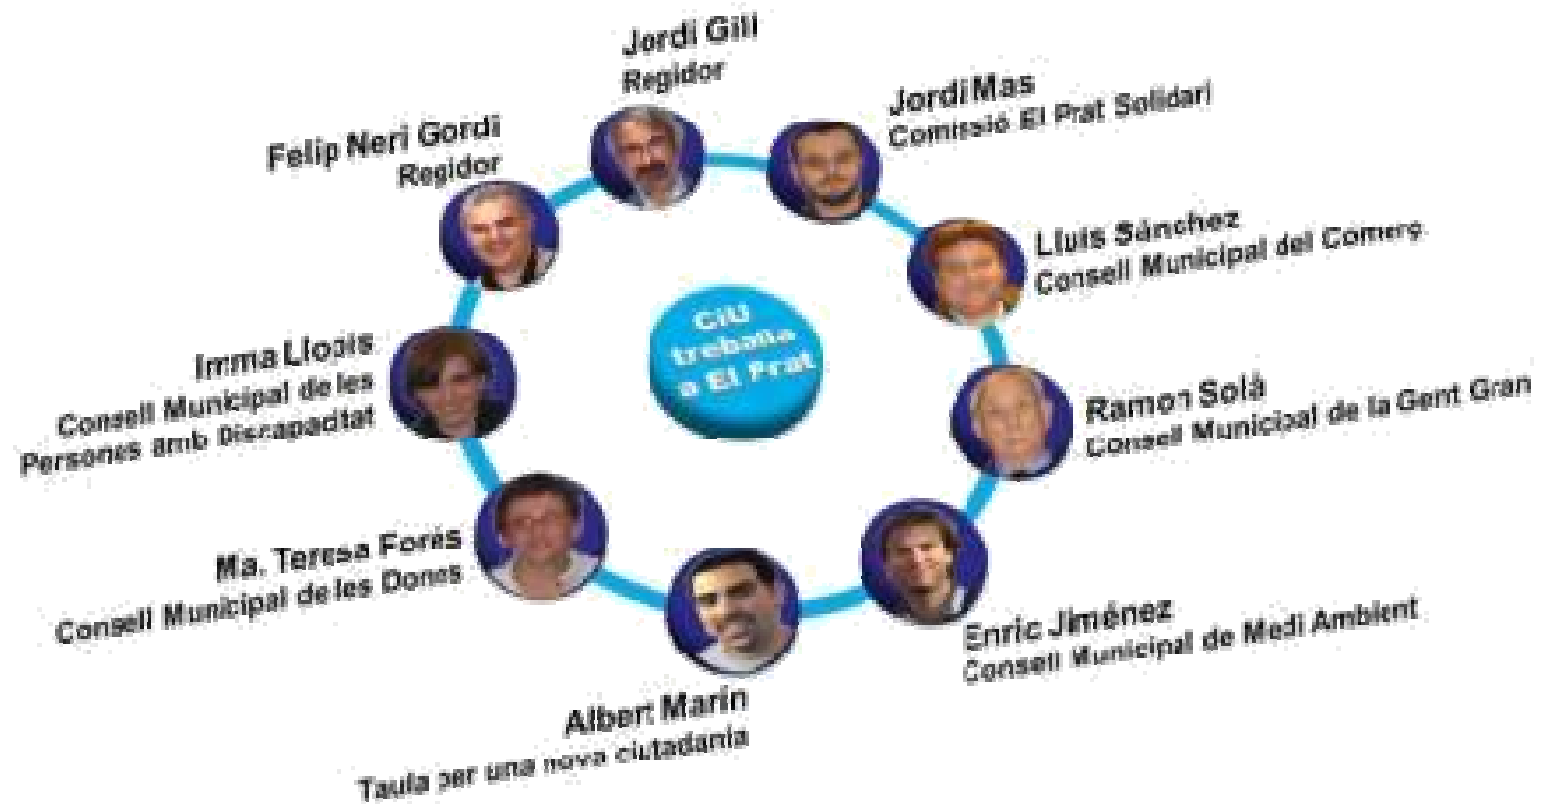 Jordi Gili
Regidor
Jordi Mas
Comissió El Prat Solidari
Felip Neri Gordi
Regidor
Lluís Sánchez
Consell Municipal del Comerç
CiU
treballa
a El Prat
Imma Llopis
Consell Municipal de les
Persones amb Discapacitat
Ramon Solà
Consell Municipal de la Gent Gran
Ma. Teresa Forés
Consell Municipal de les Dones
Enric Jiménez
Consell Municipal de Medi Ambient
Albert Marín
Taula per una nova ciutadania